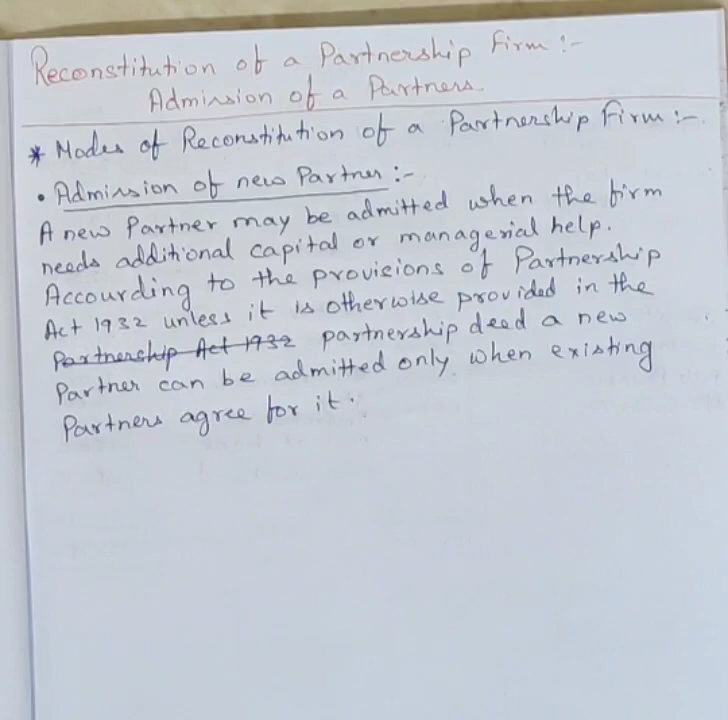 Reconstitution of a Partnership Firm :-
Admission of a Partners
* Modes of Reconstitution of a Partnership Firm :-
• Admission of new Partner :-
A new Partner may be admitted when the firm
needs additional capital or managerial help.
Accourding to the provisions of Partnership
Act 1932 unless it is otherwise provided in the
Partnership Act 1932 partnership deed a new
Partner can be admitted only when existing
Partners agree for it.